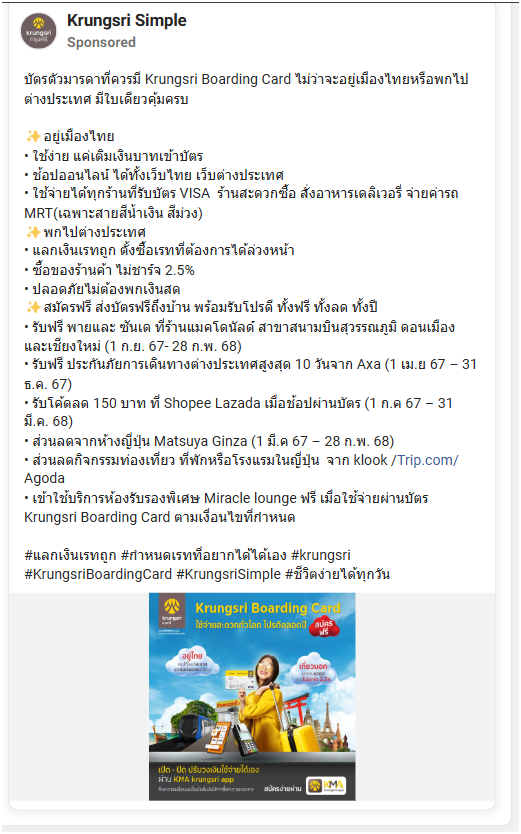 Krungsri Simple
Sponsored
krungsri
กรุงศรี
บัตรตัวมารดาที่ควรมี Krungsri Boarding Card ไม่ว่าจะอยู่เมืองไทยหรือพกไป
ต่างประเทศ มีใบเดียวคุ้มครบ
✨อยู่เมืองไทย
• ใช้ง่าย แค่เติมเงินบาทเข้าบัตร
• ช้อปออนไลน์ ได้ทั้งเว็บไทย เว็บต่างประเทศ
• ใช้จ่ายได้ทุกร้านที่รับบัตร VISA ร้านสะดวกซื้อ สั่งอาหารเดลิเวอรี่ จ่ายค่ารถ
MRT(เฉพาะสายสีน้ำเงิน สีม่วง)
✨พกไปต่างประเทศ
• แลกเงินเรทถูก ตั้งซื้อเรทที่ต้องการได้ล่วงหน้า
• ซื้อของร้านค้า ไม่ชาร์จ 2.5%
• ปลอดภัยไม่ต้องพกเงินสด
✨สมัครฟรี ส่งบัตรฟรีถึงบ้าน พร้อมรับโปรดี ทั้งฟรี ทั้งลด ทั้งปี
• รับฟรี พายและ ซันเด ที่ร้านแมคโดนัลด์ สาขาสนามบินสุวรรณภูมิ ดอนเมือง
และเชียงใหม่ (1 ก.ย. 67- 28 ก.พ. 68)
• รับฟรี ประกันภัยการเดินทางต่างประเทศสูงสุด 10 วันจาก Axa (1 เม.ย 67 – 31
ธ.ค. 67)
• รับโค้ดลด 150 บาท ที่ Shopee Lazada เมื่อช้อปผ่านบัตร (1 ก.ค 67 – 31
มี.ค. 68)
• ส่วนลดจากห้างญี่ปุ่น Matsuya Ginza (1 มี.ค 67 – 28 ก.พ. 68)
• ส่วนลดกิจกรรมท่องเที่ยว ที่พักหรือโรงแรมในญี่ปุ่น จาก klook /Trip.com/
Agoda
• เข้าใช้บริการห้องรับรองพิเศษ Miracle lounge ฟรี เมื่อใช้จ่ายผ่านบัตร
Krungsri Boarding Card ตามเงื่อนไขที่กำหนด
#แลกเงินเรทถูก #กำหนดเรทที่อยากได้ได้เอง #krungsri
#KrungsriBoardingCard #KrungsriSimple #ชีวิตง่ายได้ทุกวัน
krungsri
Krungsri Boarding Card
ใช้จ่ายสะดวกทั่วโลก โปรดีตลอดปี
สมัคร
ฟรี
อยู่ไทย
เที่ยวนอก
เปิด - ปิด ปรับวงเงินใช้จ่ายได้เอง
ผ่าน KMA krungsri app
สมัครง่ายผ่าน
KMA